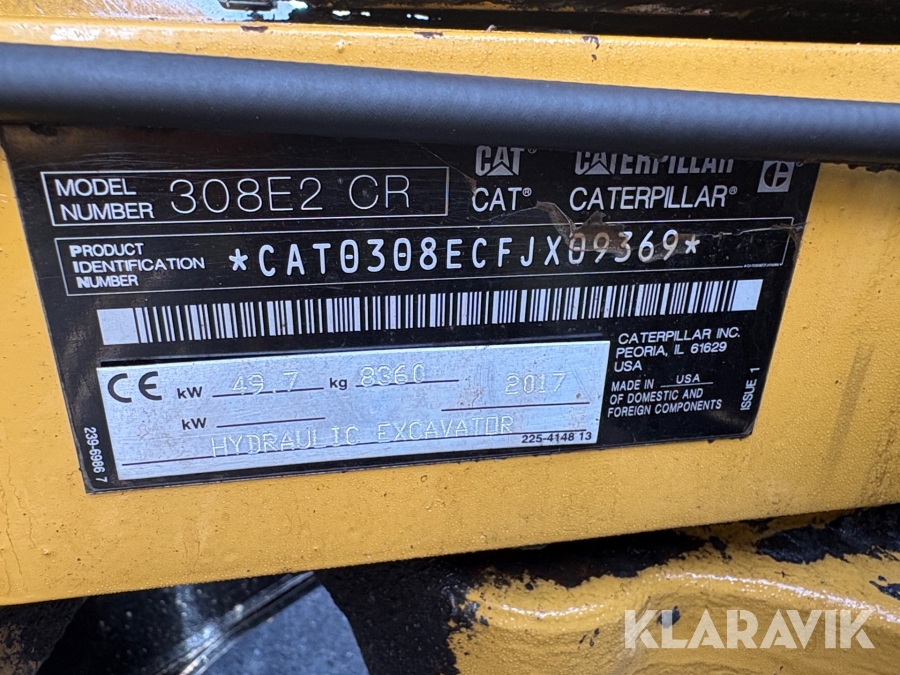 CAT CATERPILLAR
MODEL NUMBER 308E2 CR CAT® CATERPILLAR®
PRODUCT IDENTIFICATION NUMBER *CAT0308ECFJX09369*
CE kW 49.7 kg 8360 2017
kW
HYDRAULIC EXCAVATOR 225-4148 13
CATERPILLAR INC.
PEORIA, IL 61629
USA
MADE IN USA
OF DOMESTIC AND
FOREIGN COMPONENTS
ISSUE 1
239-6986 7
KLARAVIK